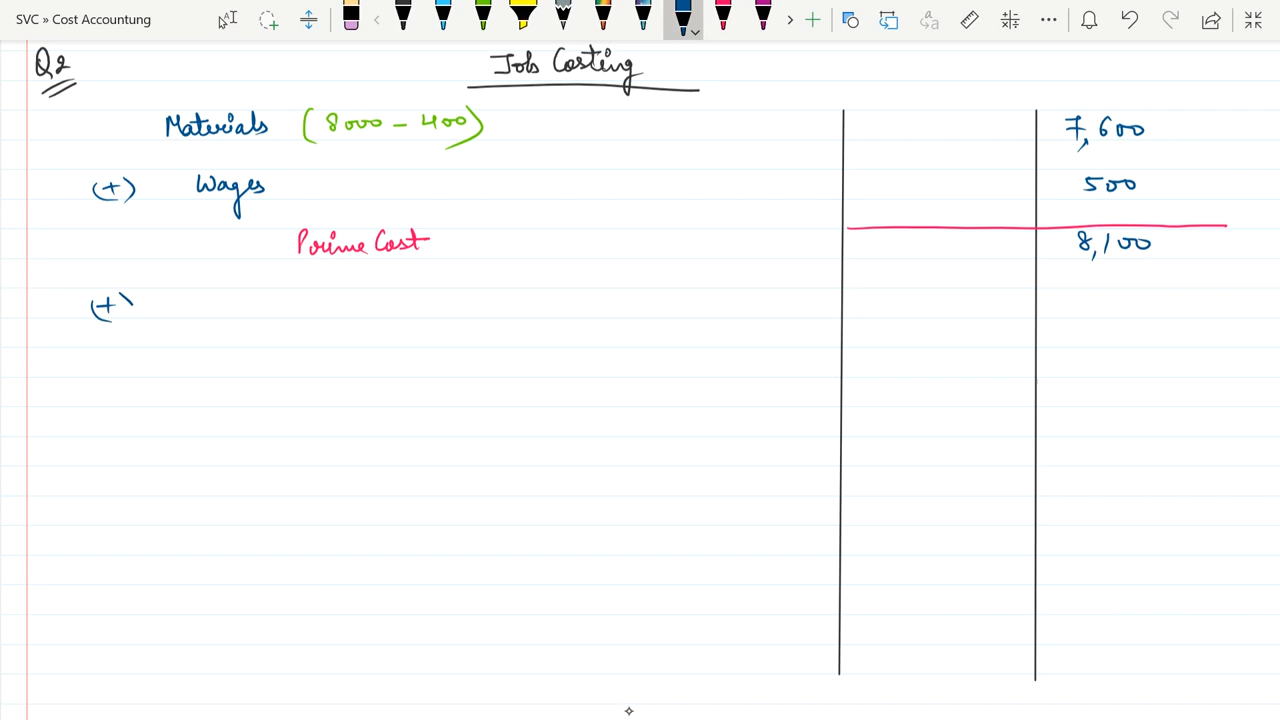 SVC » Cost Accountung
Q2 Job Costing
Materials (8000 - 400) 7,600
(+) Wages 500
Prime Cost 8,100
(+)